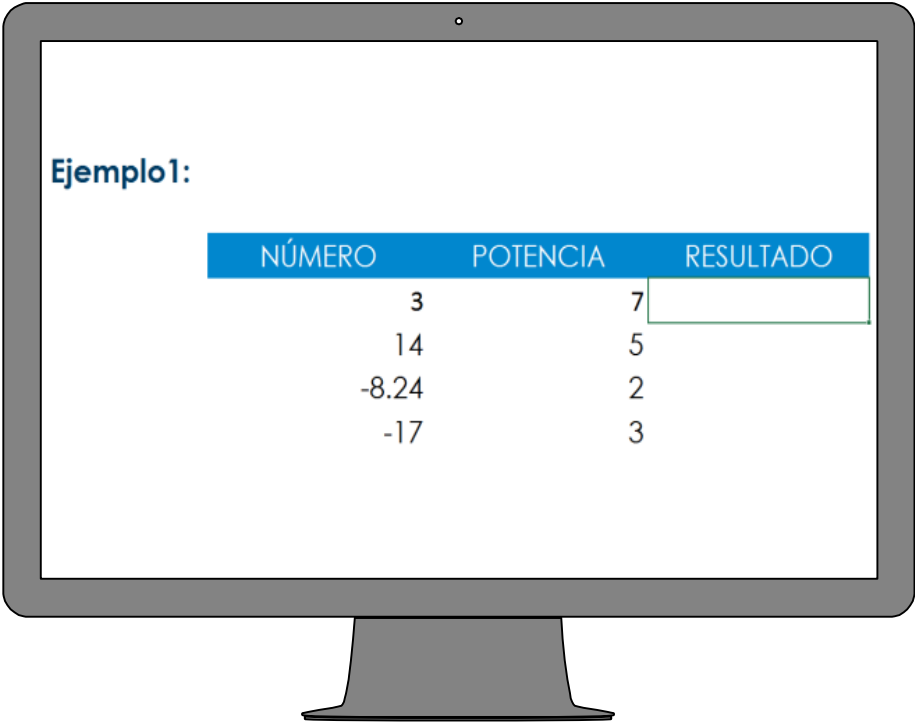 Ejemplo1:
NÚMERO POTENCIA RESULTADO
3 7
14 5
-8.24 2
-17 3